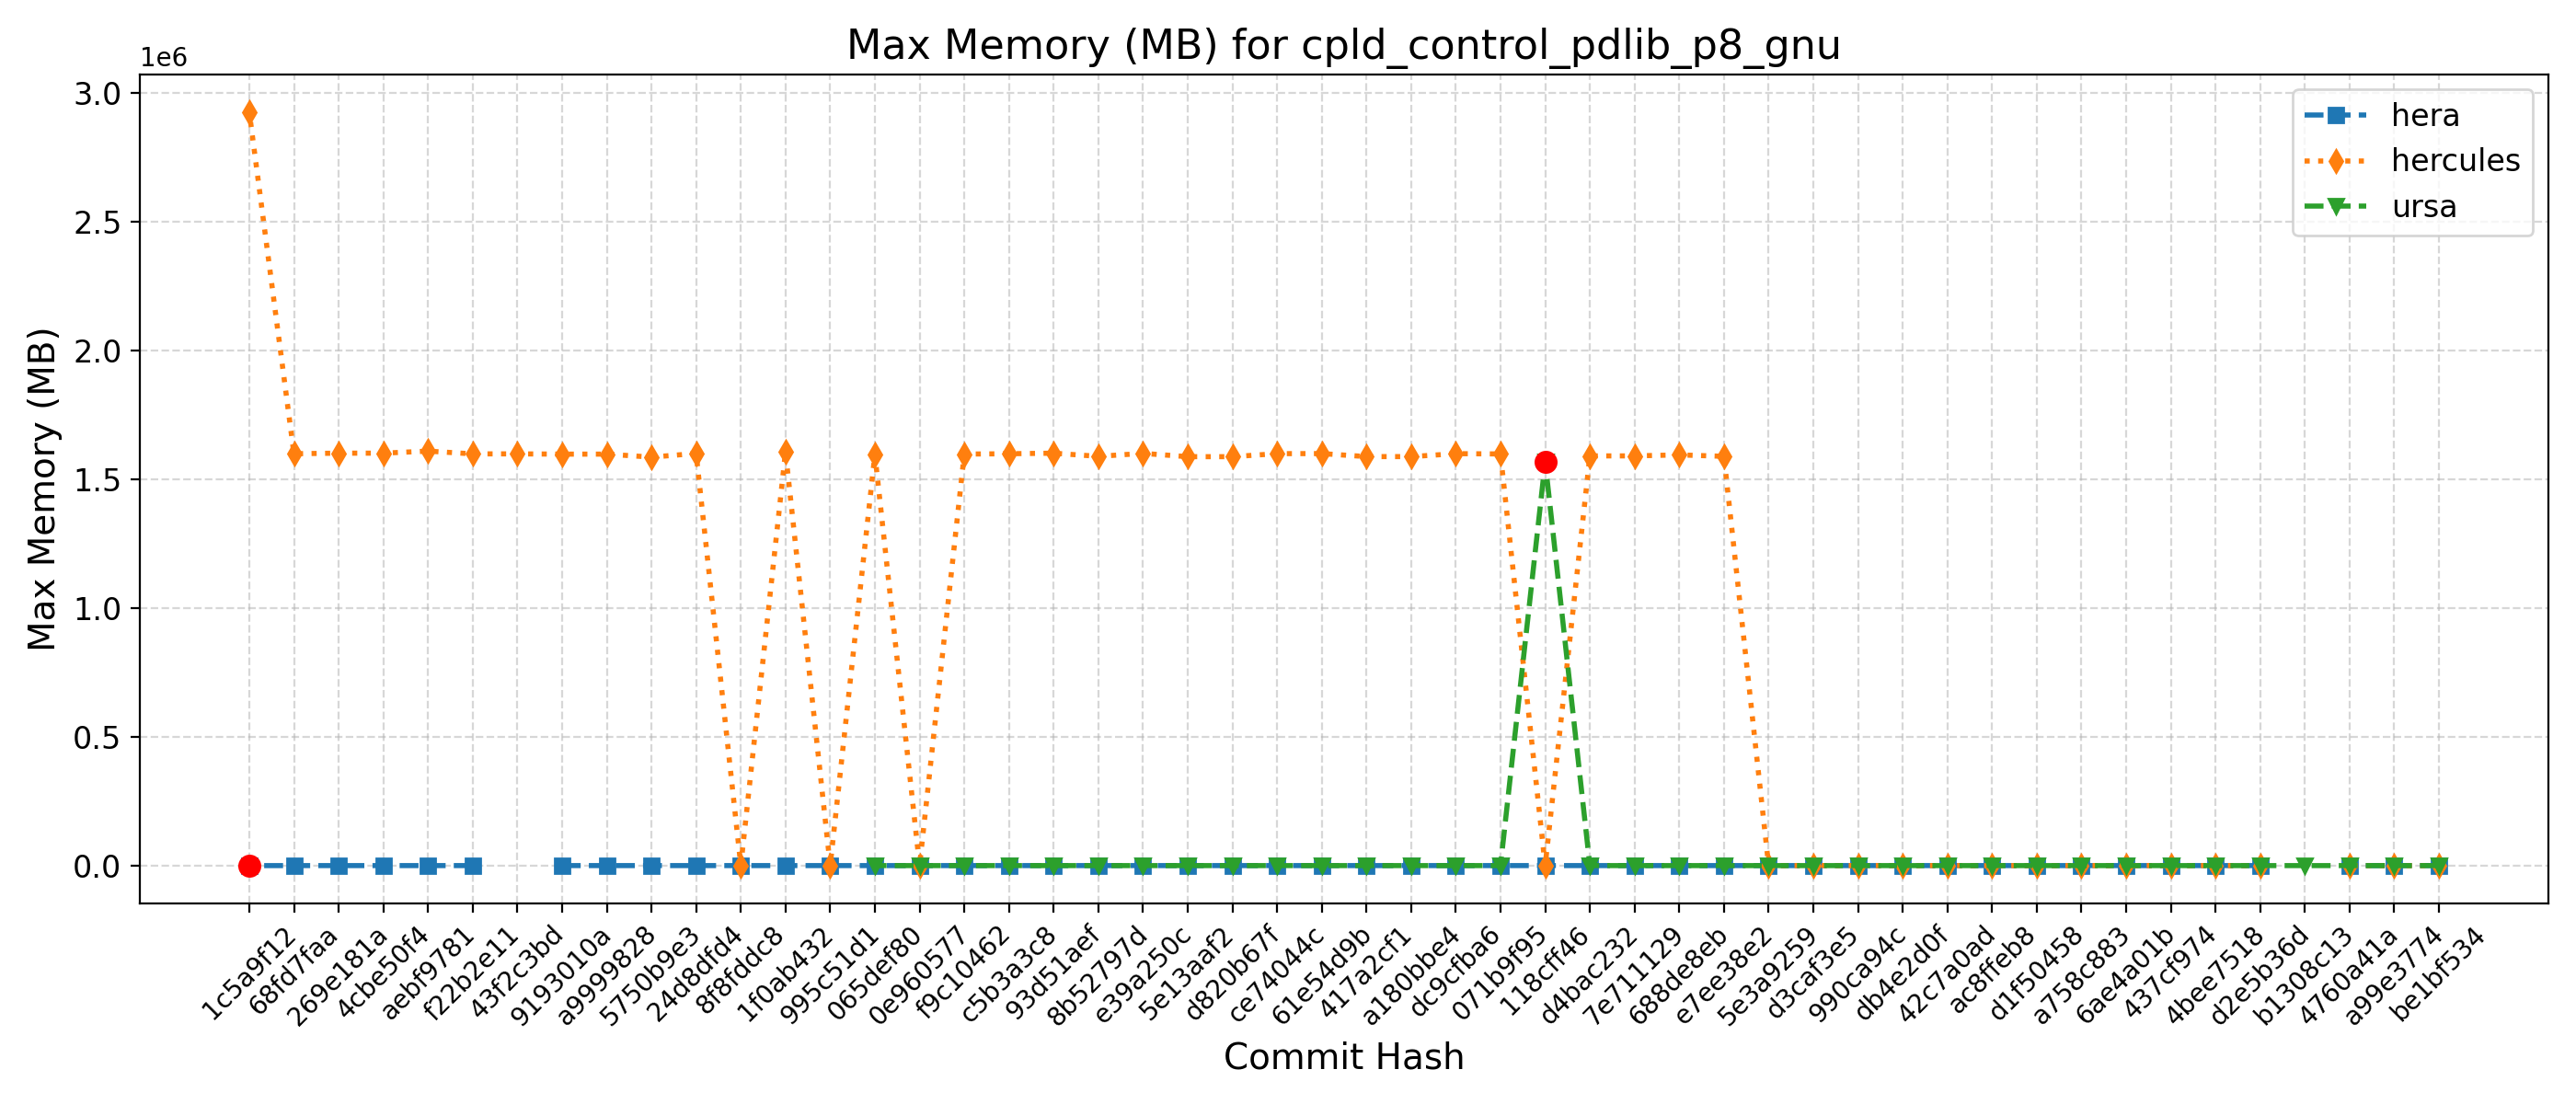 Max Memory (MB) for cpld_control_pdlib_p8_gnu
1e6
3.0
2.5
2.0
1.5
1.0
0.5
0.0
Max Memory (MB)
hera
hercules
ursa
1c5a9f12
68fd7faa
269e181a
4cbe50f4
aebf9781
f22b2e11
43f2c3bd
9193010a
a9999828
5750b9e3
24d8dfd4
8f8fddc8
1f0ab432
995c51d1
065def80
0e960577
f9c10462
c5b3a3c8
93d51aef
8b52797d
e39a250c
5e13aaf2
d820b67f
ce74044c
61e54d9b
417a2cf1
a180bbe4
dc9cfba6
071b9f95
118cff46
d4bac232
7e711129
688de8eb
e7ee38e2
5e3a9259
d3caf3e5
990ca94c
db4e2d0f
42c7a0ad
ac8ffeb8
d1f50458
a758c883
6ae4a01b
437cf974
4bee7518
d2e5b36d
b1308c13
4760a41a
a99e3774
be1bf534
Commit Hash